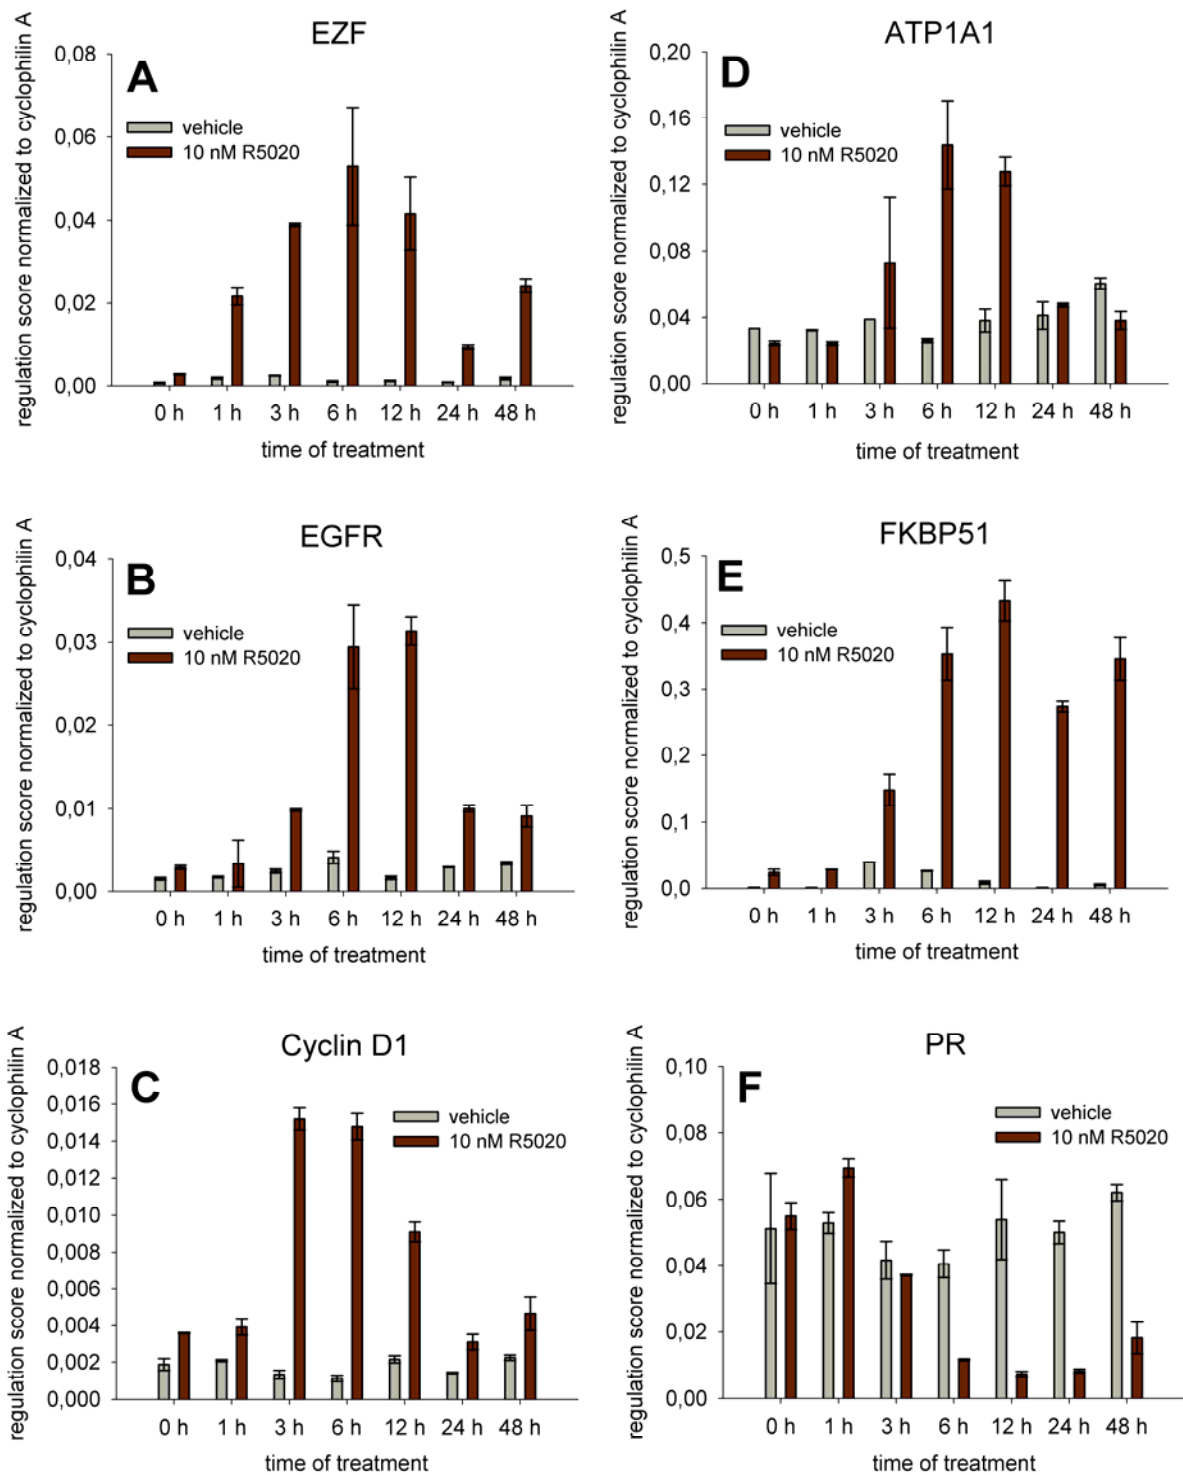 EZF
A
regulation score normalized to cyclophilin A
0,08
0,06
0,04
0,02
0,00
vehicle
10 nM R5020
0 h 1 h 3 h 6 h 12 h 24 h 48 h
time of treatment
ATP1A1
D
regulation score normalized to cyclophilin A
0,20
0,16
0,12
0,08
0,04
0,00
vehicle
10 nM R5020
0 h 1 h 3 h 6 h 12 h 24 h 48 h
time of treatment
EGFR
B
regulation score normalized to cyclophilin A
0,04
0,03
0,02
0,01
0,00
vehicle
10 nM R5020
0 h 1 h 3 h 6 h 12 h 24 h 48 h
time of treatment
FKBP51
E
regulation score normalized to cyclophilin A
0,5
0,4
0,3
0,2
0,1
0,0
vehicle
10 nM R5020
0 h 1 h 3 h 6 h 12 h 24 h 48 h
time of treatment
Cyclin D1
C
regulation score normalized to cyclophilin A
0,018
0,016
0,014
0,012
0,010
0,008
0,006
0,004
0,002
0,000
vehicle
10 nM R5020
0 h 1 h 3 h 6 h 12 h 24 h 48 h
time of treatment
PR
F
regulation score normalized to cyclophilin A
0,10
0,08
0,06
0,04
0,02
0,00
vehicle
10 nM R5020
0 h 1 h 3 h 6 h 12 h 24 h 48 h
time of treatment